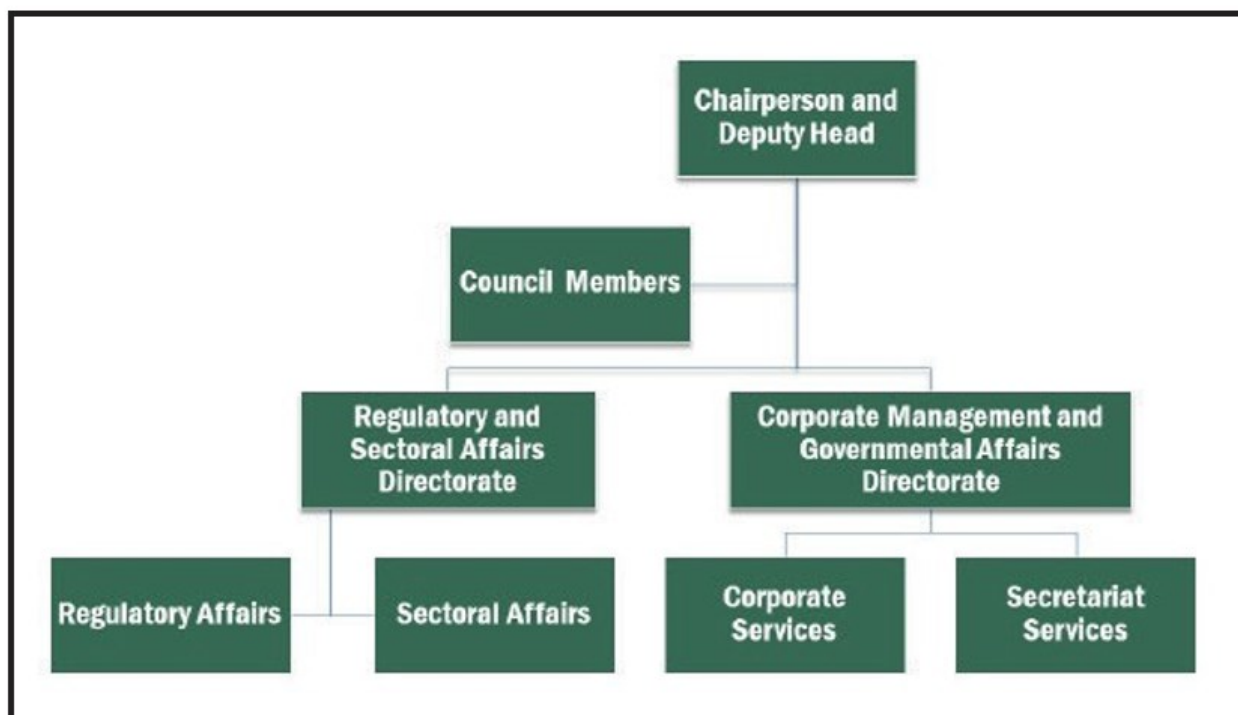 Chairperson and
Deputy Head
Council Members
Regulatory and
Sectoral Affairs
Directorate
Corporate Management and
Governmental Affairs
Directorate
Regulatory Affairs
Sectoral Affairs
Corporate
Services
Secretariat
Services